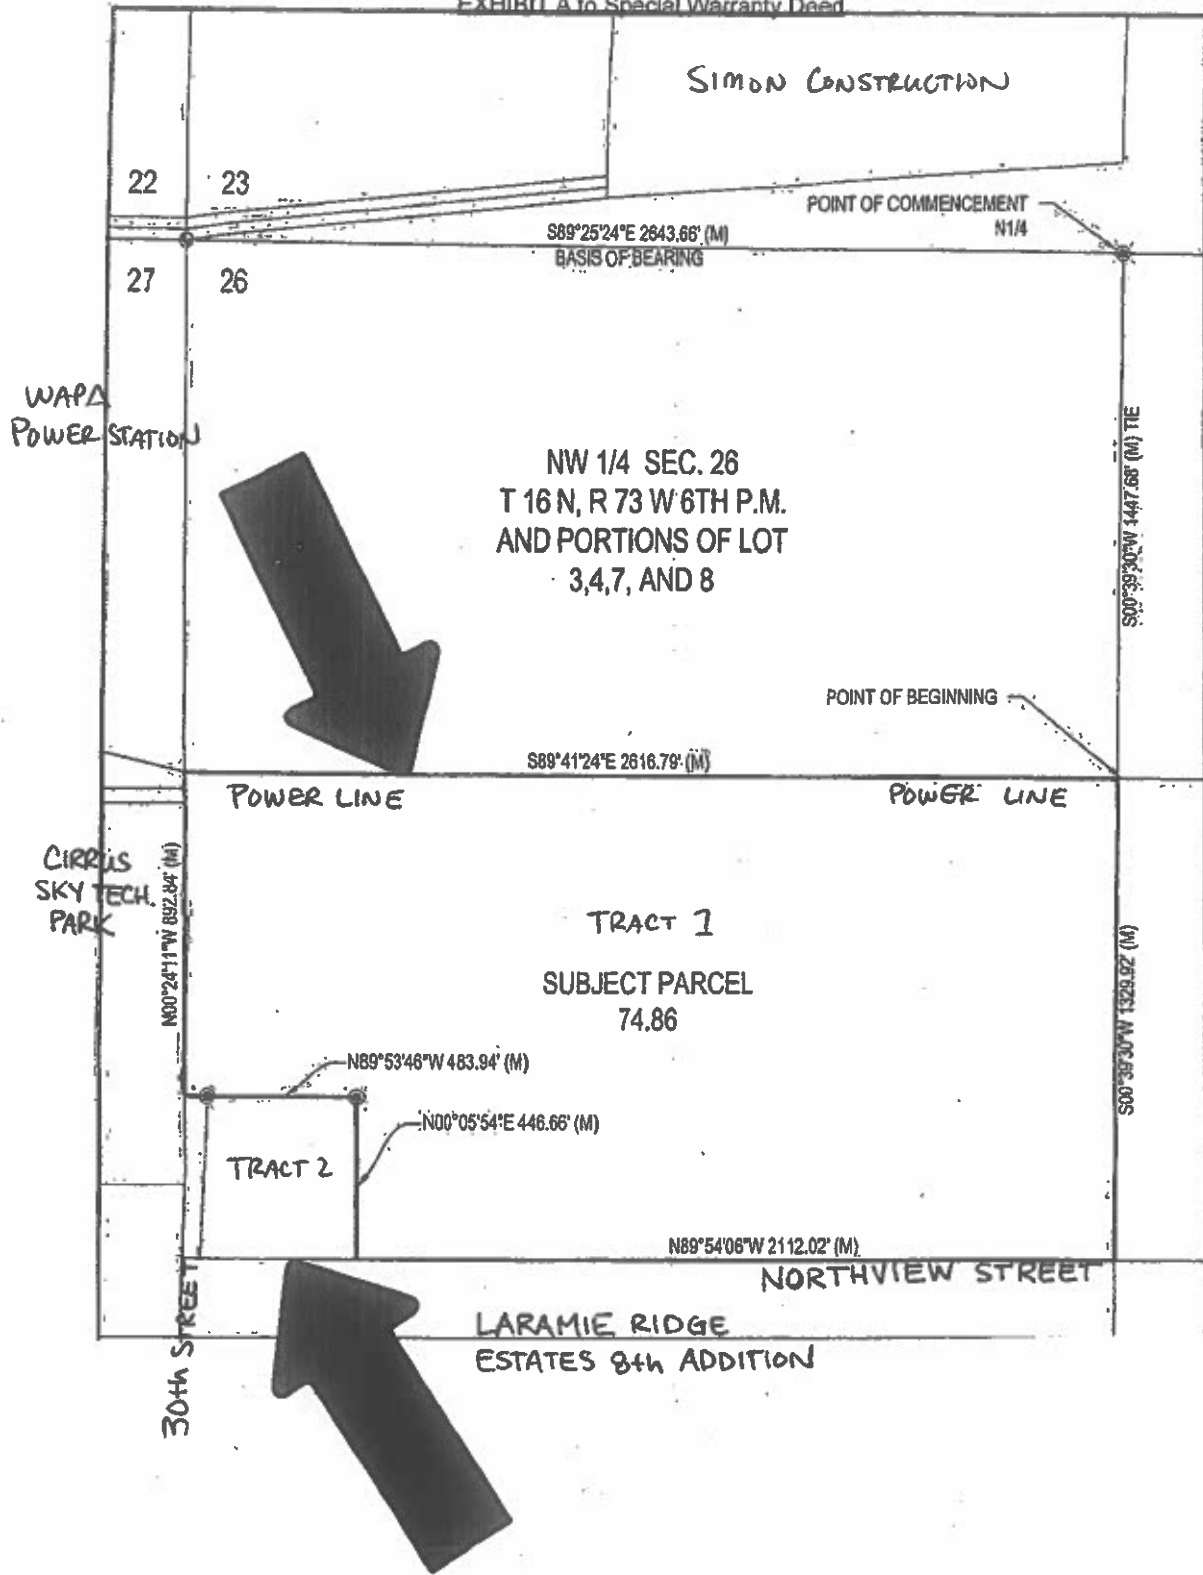 EXHIBIT A to Special Warranty Deed
SIMON CONSTRUCTION
22
23
POINT OF COMMENCEMENT
N1/4
S89°25'24"E 2643.66' (M)
BASIS OF BEARING
27
26
WAPA
POWER STATION
NW 1/4 SEC. 26
T 16 N, R 73 W 6TH P.M.
AND PORTIONS OF LOT
3,4,7, AND 8
S00°39'30"W 1447.68' (M) TIE
POINT OF BEGINNING
S89°41'24"E 2616.79' (M)
POWER LINE
POWER LINE
CIRRUS
SKY TECH.
PARK
N00°24'11"W 892.84' (M)
TRACT 1
SUBJECT PARCEL
74.86
S00°39'30"W 1329.92' (M)
N89°53'46"W 483.94' (M)
N00°05'54"E 446.66' (M)
TRACT 2
N89°54'06"W 2112.02' (M)
NORTHVIEW STREET
30th STREET
LARAMIE RIDGE
ESTATES 8th ADDITION